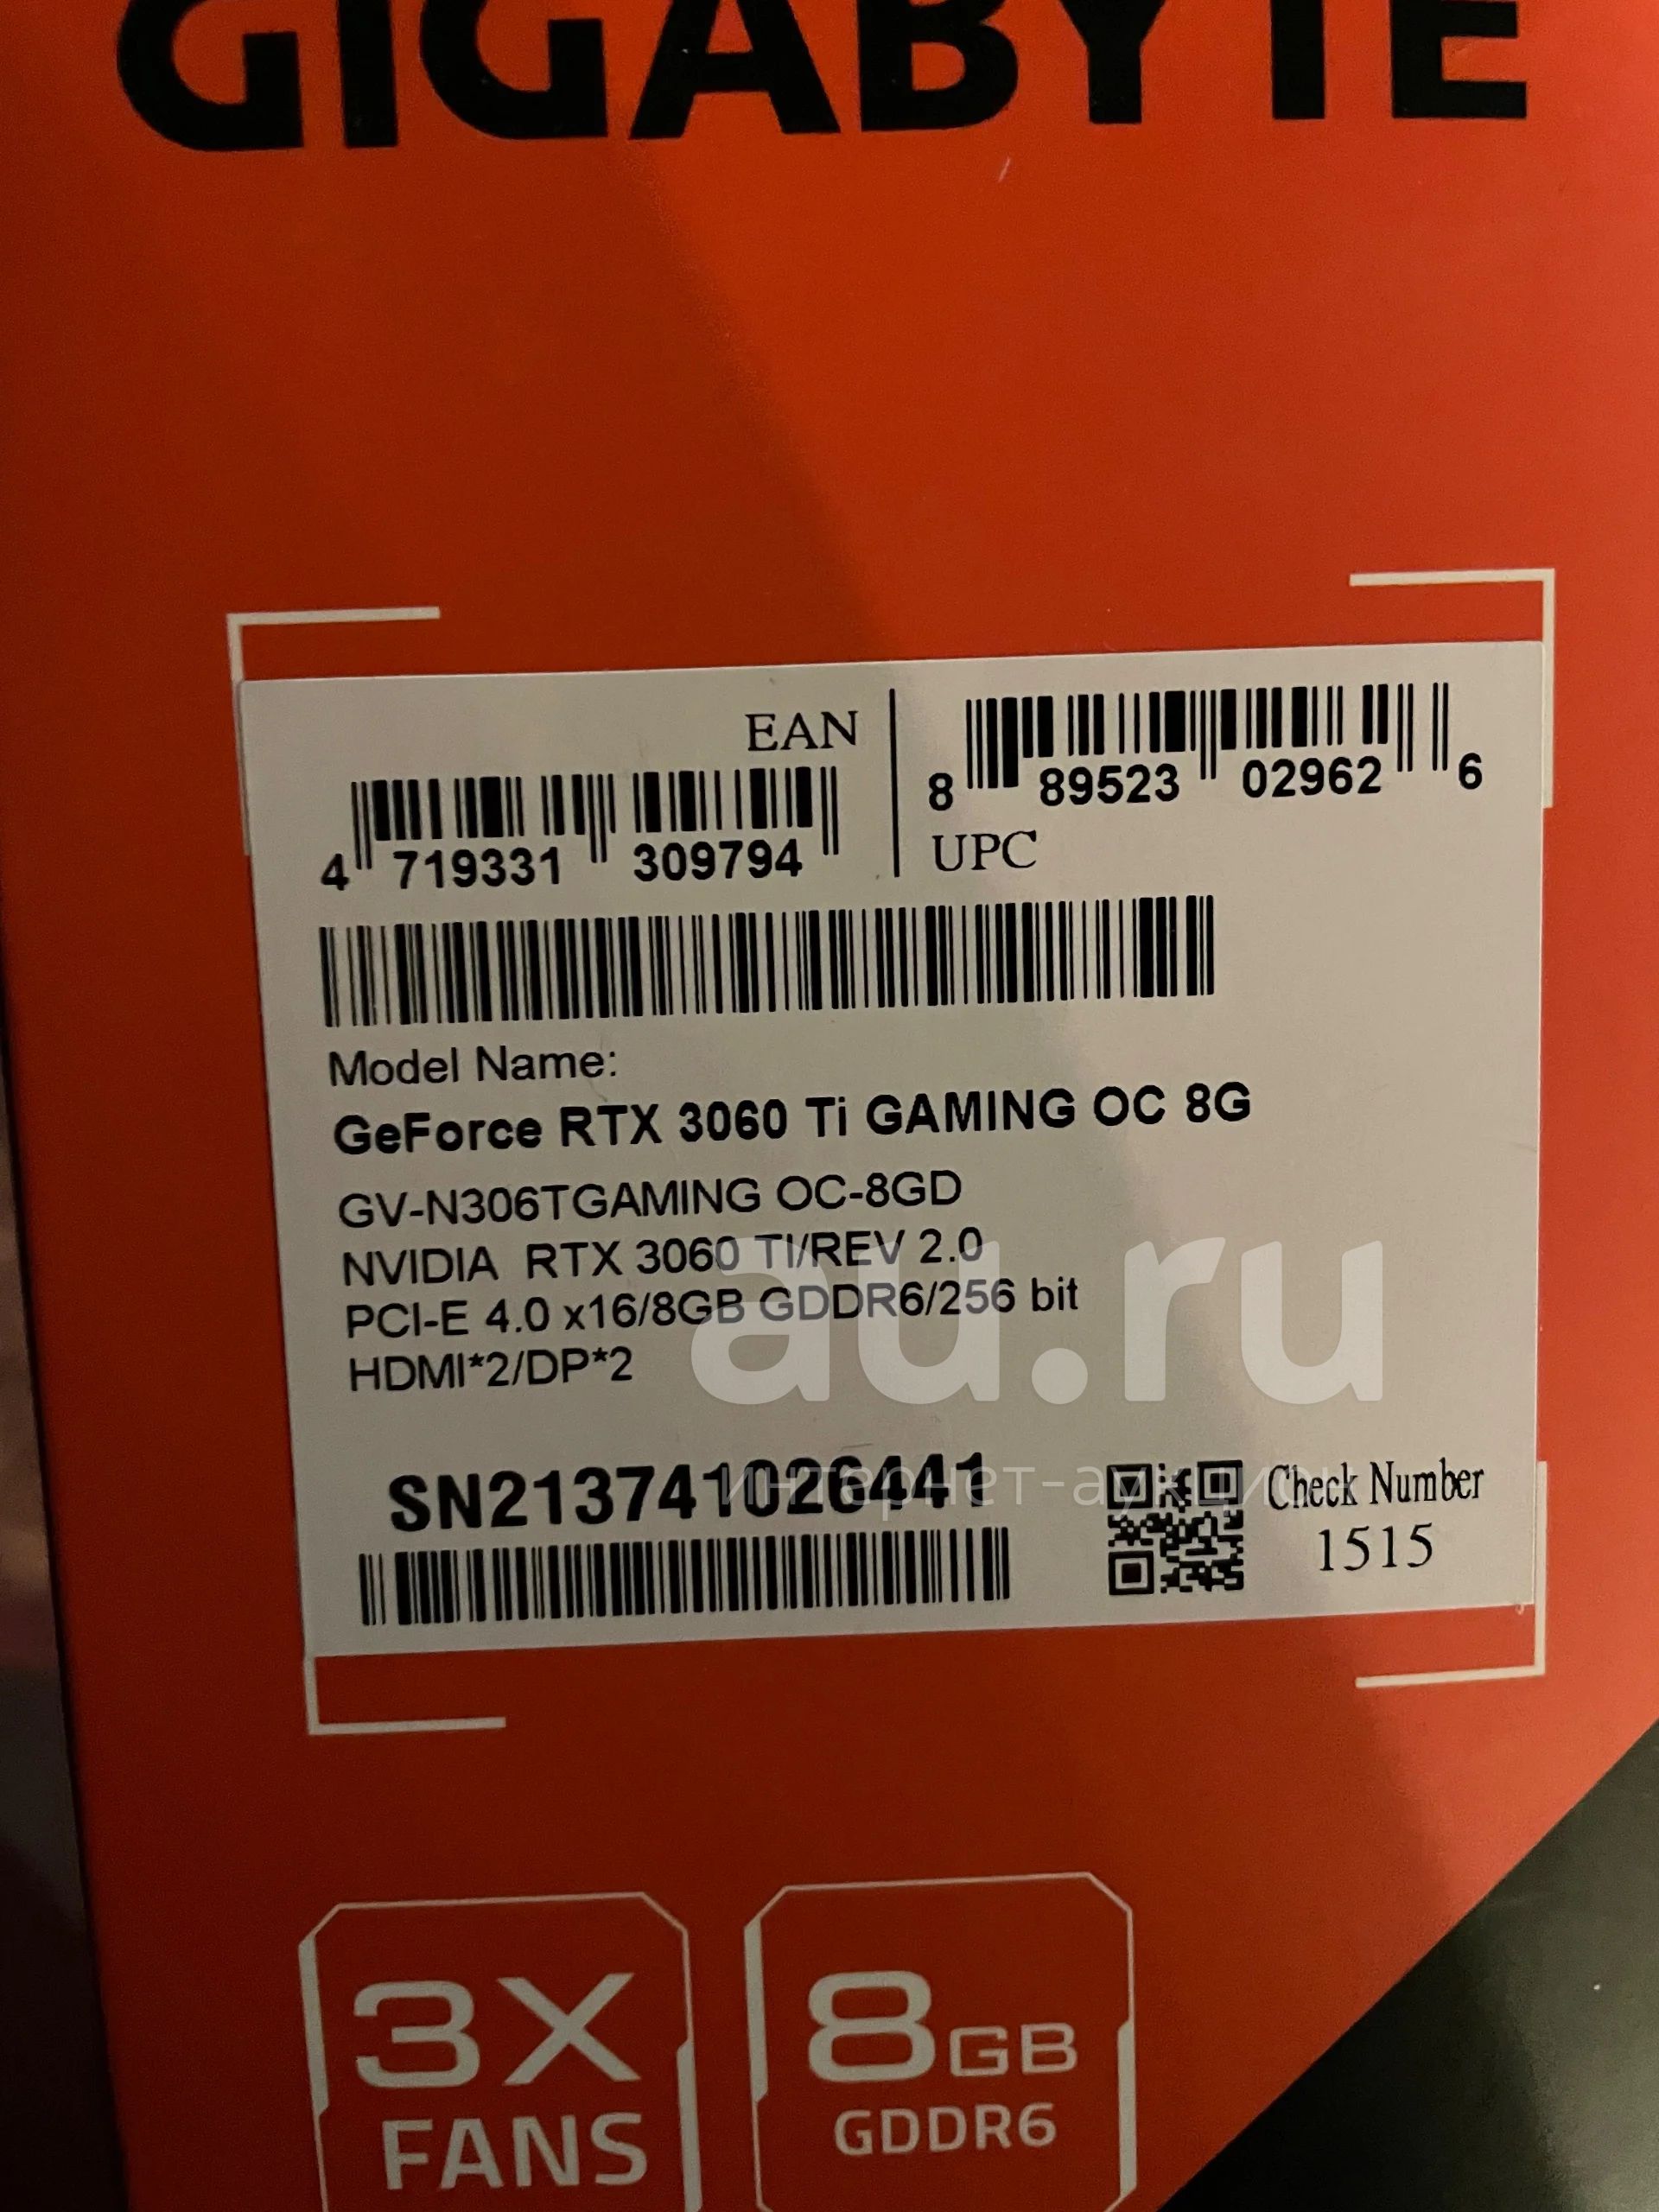 GIGABYTE
EAN
4 719331 309794
8 89523 02962 6
UPC
Model Name:
GeForce RTX 3060 Ti GAMING OC 8G
GV-N306TGAMING OC-8GD
NVIDIA RTX 3060 TI/REV 2.0
PCI-E 4.0 x16/8GB GDDR6/256 bit
HDMI*2/DP*2
au.ru
интернет-аукцион
SN213741026441
Check Number
1515
3X
FANS
8GB
GDDR6